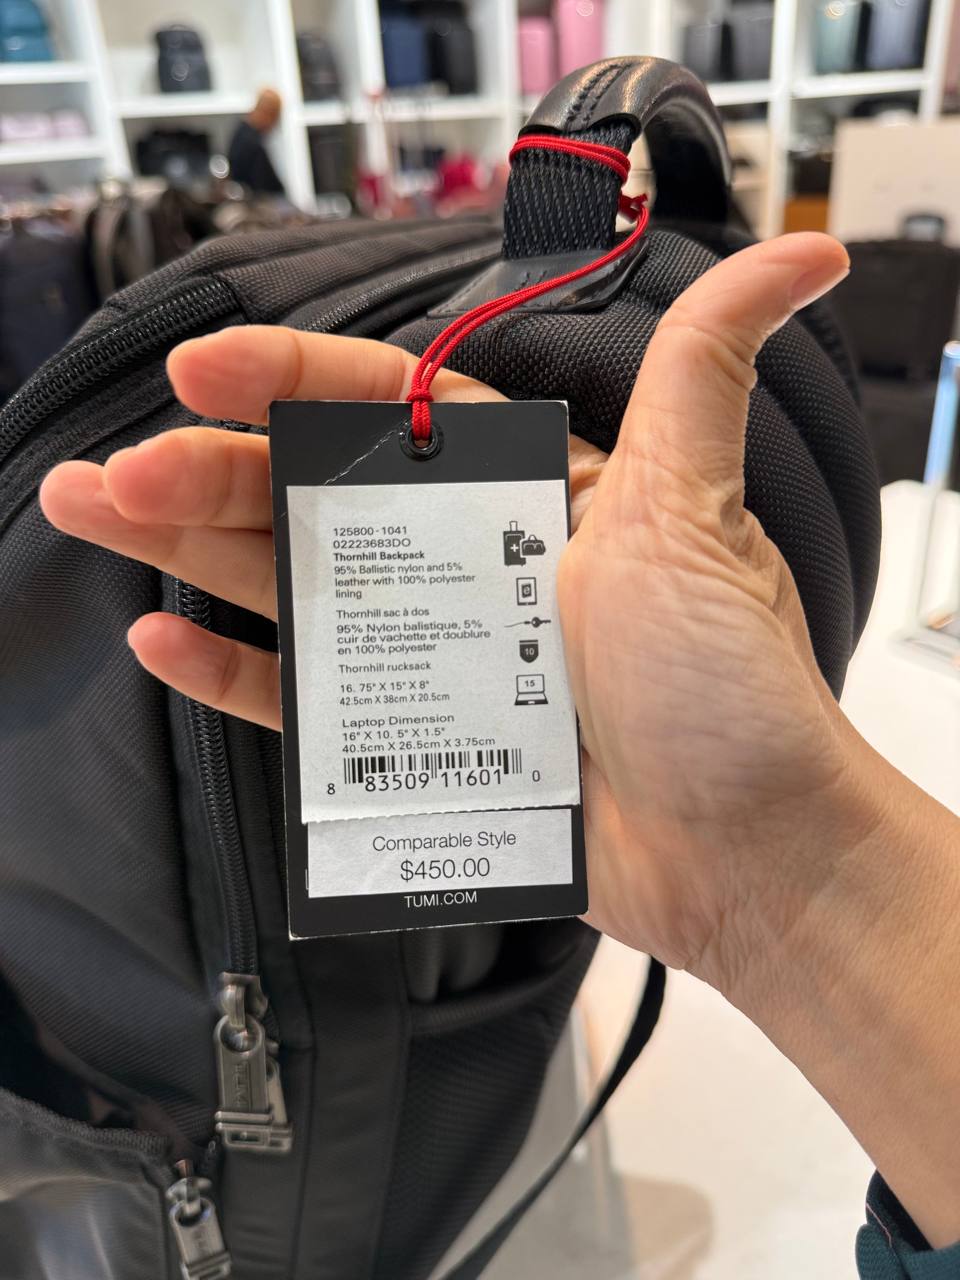 125800-1041
02223683DO
Thornhill Backpack
95% Ballistic nylon and 5%
leather with 100% polyester
lining
Thornhill sac à dos
95% Nylon balistique, 5%
cuir de vachette et doublure
en 100% polyester
Thornhill rucksack
16. 75" X 15" X 8"
42.5cm X 38cm X 20.5cm
Laptop Dimension
16" X 10. 5" X 1.5"
40.5cm X 26.5cm X 3.75cm
10
15
8 83509 11601 0
Comparable Style
$450.00
TUMI.COM
TUMI